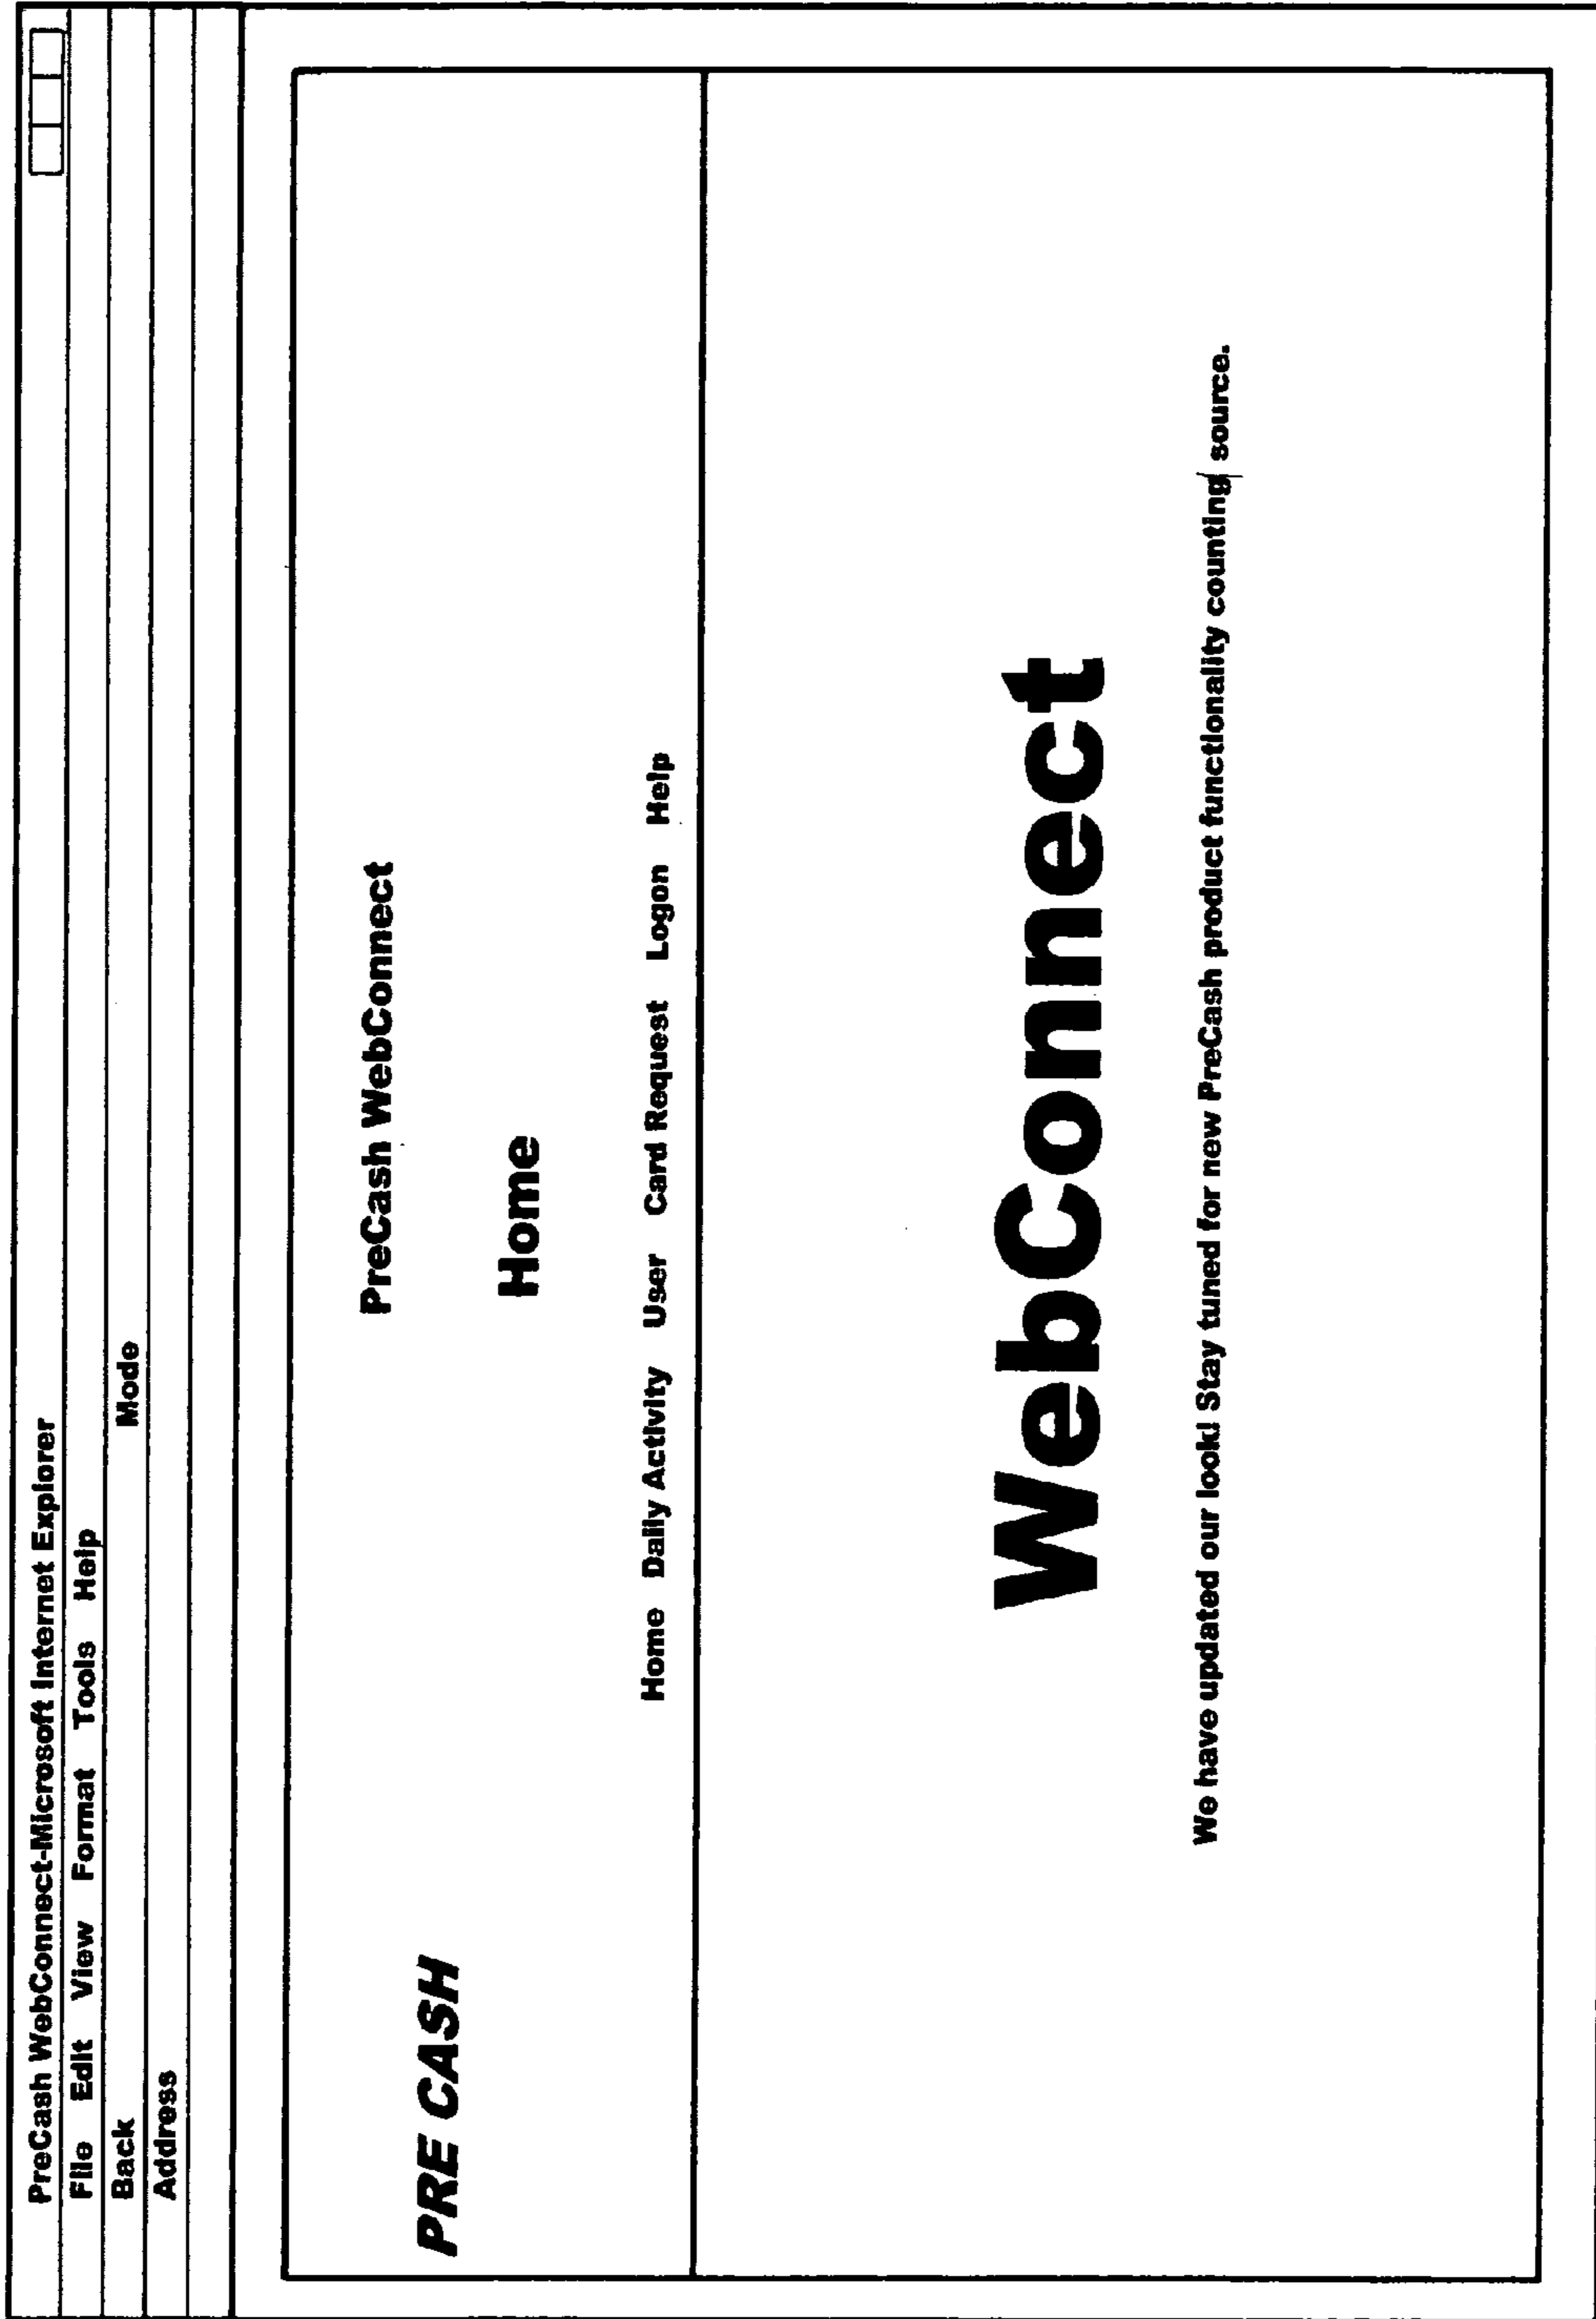 PreCash WebConnect-Microsoft Internet Explorer
File Edit View Format Tools Help
Back Mode
Address
PreCash WebConnect
PRE CASH
Home
Home Daily Activity User Card Request Logon Help
WebConnect
We have updated our look! Stay tuned for new PreCash product functionality counting source.